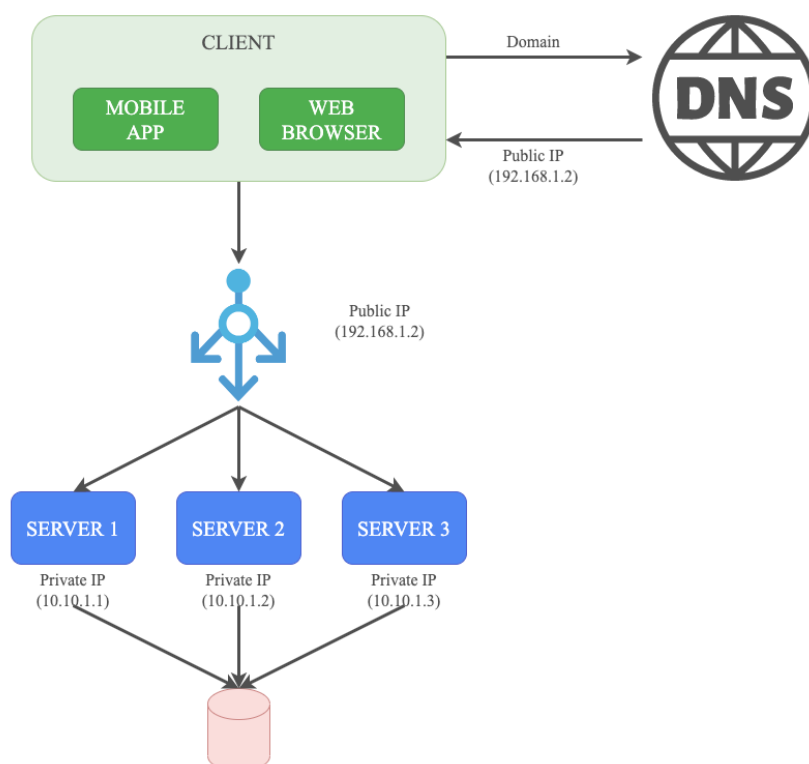 CLIENT
MOBILE
APP
WEB
BROWSER
Domain
DNS
Public IP
(192.168.1.2)
Public IP
(192.168.1.2)
SERVER 1
SERVER 2
SERVER 3
Private IP
(10.10.1.1)
Private IP
(10.10.1.2)
Private IP
(10.10.1.3)